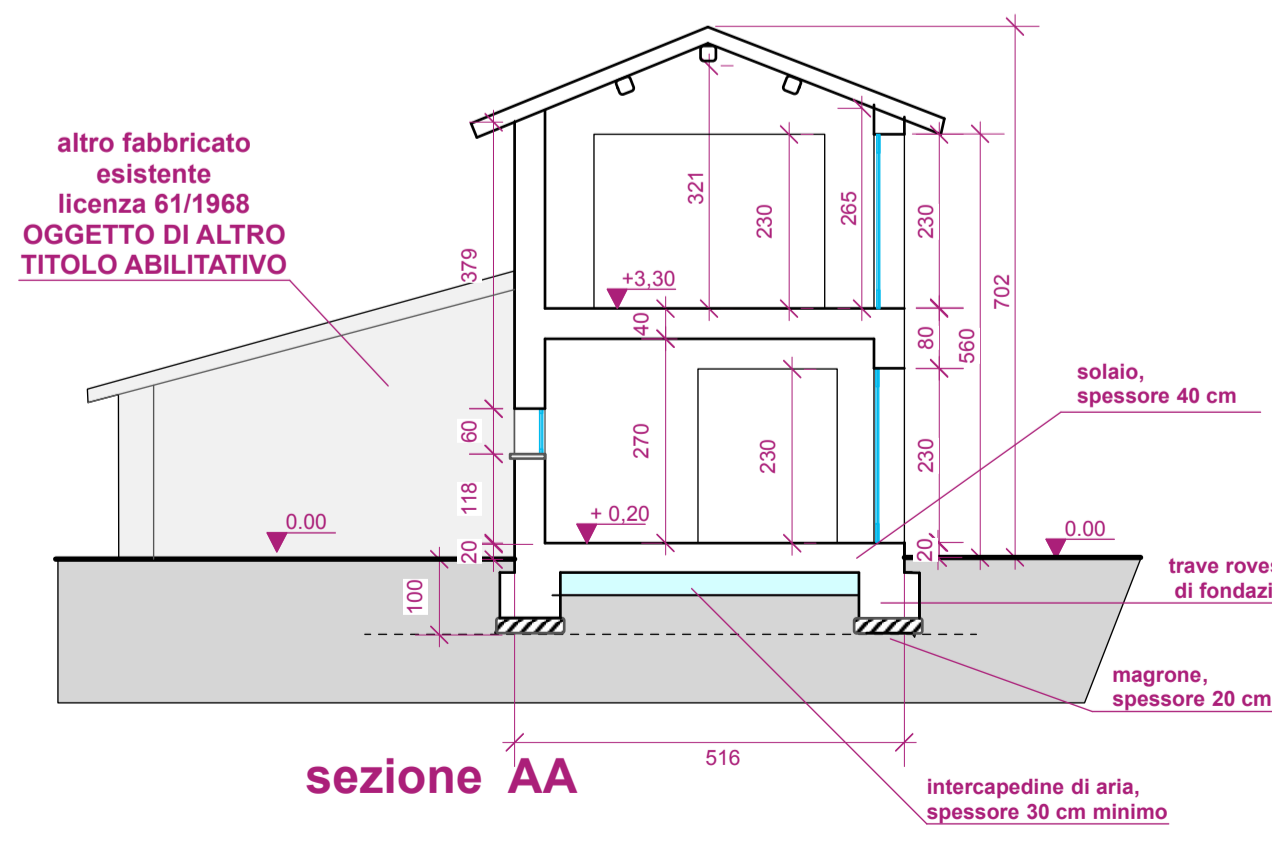 altro fabbricato
esistente
licenza 61/1968
OGGETTO DI ALTRO
TITOLO ABILITATIVO
379
60
118
20
100
0.00
+3,30
321
230
265
230
40
270
230
+ 0,20
80
230
20
560
702
0.00
solaio,
spessore 40 cm
trave
di
magrone,
spessore 20 cm
516
sezione AA
intercapedine di aria,
spessore 30 cm minimo